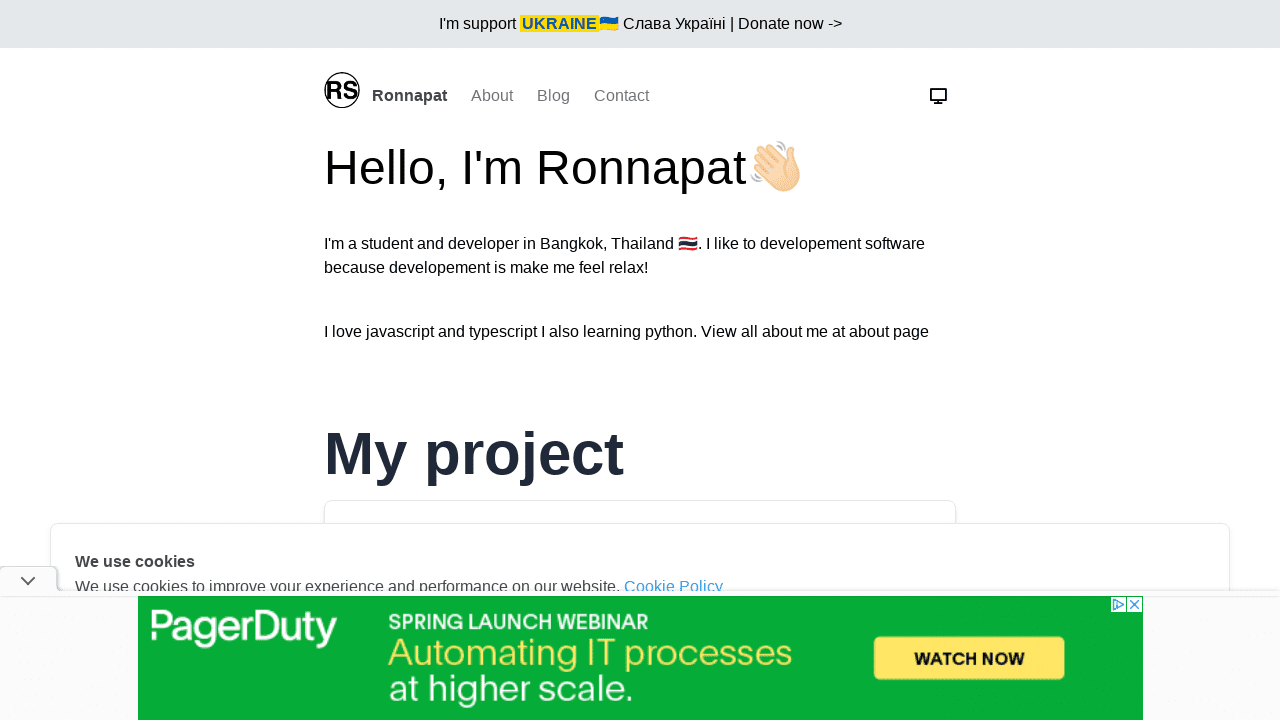 I'm support UKRAINE🇺🇦 Слава Україні | Donate now ->
RS Ronnapat About Blog Contact
Hello, I'm Ronnapat👋🏻
I'm a student and developer in Bangkok, Thailand 🇹🇭. I like to developement software
because developement is make me feel relax!
I love javascript and typescript I also learning python. View all about me at about page
My project
We use cookies
We use cookies to improve your experience and performance on our website. Cookie Policy
PagerDuty
SPRING LAUNCH WEBINAR
Automating IT processes
at higher scale.
WATCH NOW